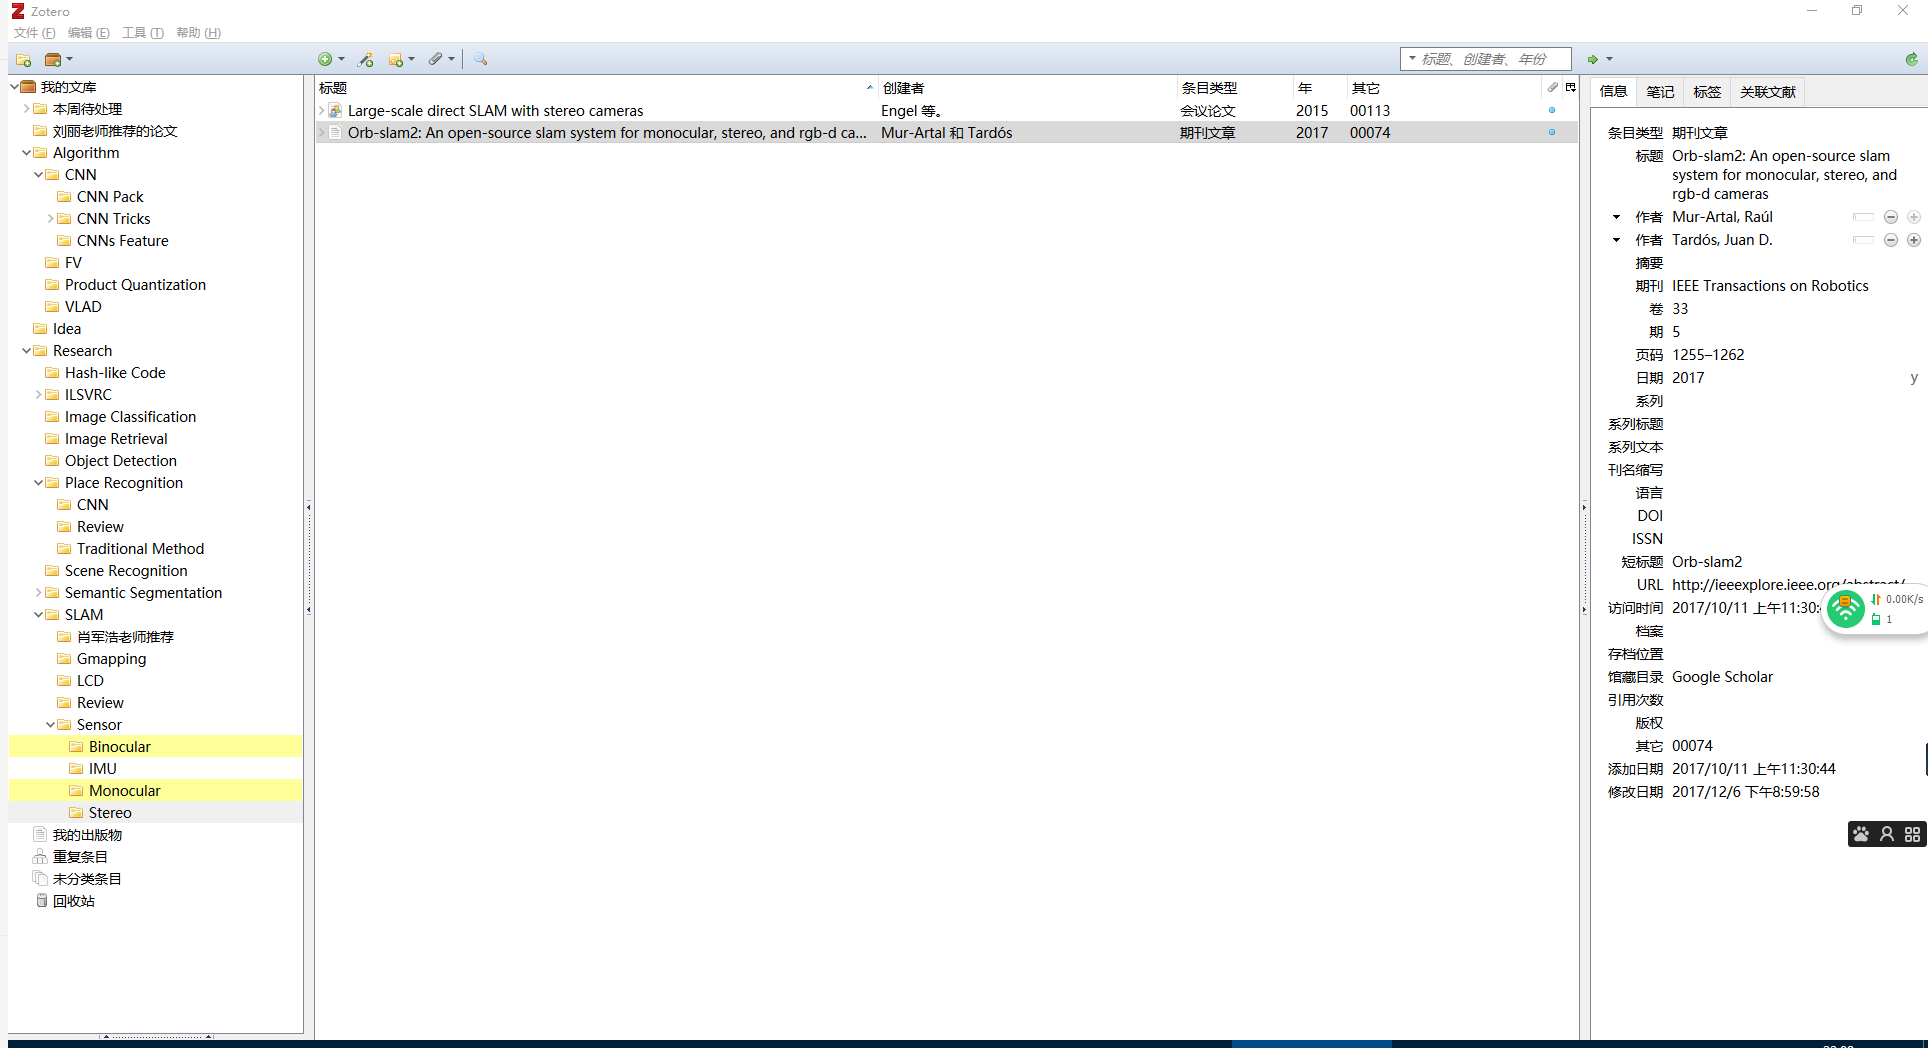 Zotero
文件 (F) 编辑 (E) 工具 (T) 帮助 (H)
标题、创建者、年份
我的文库
本周待处理
刘丽老师推荐的论文
Algorithm
CNN
CNN Pack
CNN Tricks
CNNs Feature
FV
Product Quantization
VLAD
Idea
Research
Hash-like Code
ILSVRC
Image Classification
Image Retrieval
Object Detection
Place Recognition
CNN
Review
Traditional Method
Scene Recognition
Semantic Segmentation
SLAM
肖军浩老师推荐
Gmapping
LCD
Review
Sensor
Binocular
IMU
Monocular
Stereo
我的出版物
重复条目
未分类条目
回收站
标题 创建者 条目类型 年 其它
Large-scale direct SLAM with stereo cameras Engel 等。 会议论文 2015 00113
Orb-slam2: An open-source slam system for monocular, stereo, and rgb-d ca... Mur-Artal 和 Tardós 期刊文章 2017 00074
信息 笔记 标签 关联文献
条目类型 期刊文章
标题 Orb-slam2: An open-source slam
system for monocular, stereo, and
rgb-d cameras
作者 Mur-Artal, Raúl
作者 Tardós, Juan D.
摘要
期刊 IEEE Transactions on Robotics
卷 33
期 5
页码 1255–1262
日期 2017 y
系列
系列标题
系列文本
刊名缩写
语言
DOI
ISSN
短标题 Orb-slam2
URL http://ieeexplore.ieee.org/abstract/
访问时间 2017/10/11 上午11:30:
0.00K/s
1
档案
存档位置
馆藏目录 Google Scholar
引用次数
版权
其它 00074
添加日期 2017/10/11 上午11:30:44
修改日期 2017/12/6 下午8:59:58